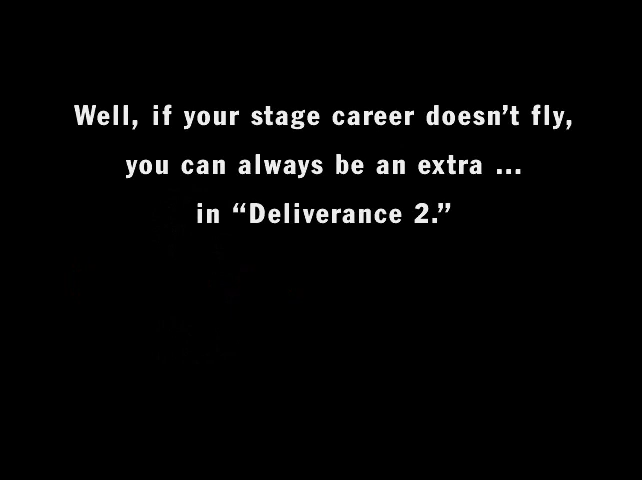 Well, if your stage career doesn’t fly,
you can always be an extra ...
in “Deliverance 2.”